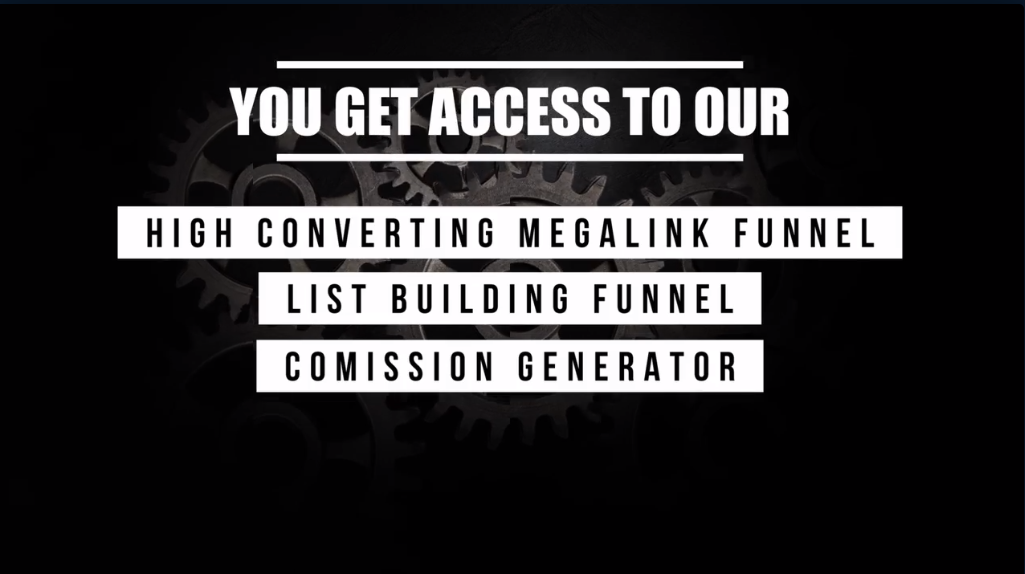 YOU GET ACCESS TO OUR
HIGH CONVERTING MEGALINK FUNNEL
LIST BUILDING FUNNEL
COMISSION GENERATOR